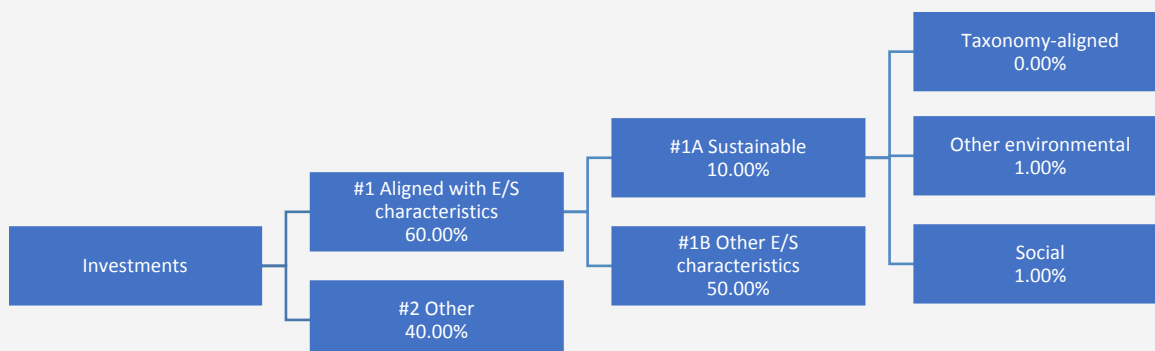 Investments
#1 Aligned with E/S
characteristics
60.00%
#2 Other
40.00%
#1A Sustainable
10.00%
#1B Other E/S
characteristics
50.00%
Taxonomy-aligned
0.00%
Other environmental
1.00%
Social
1.00%